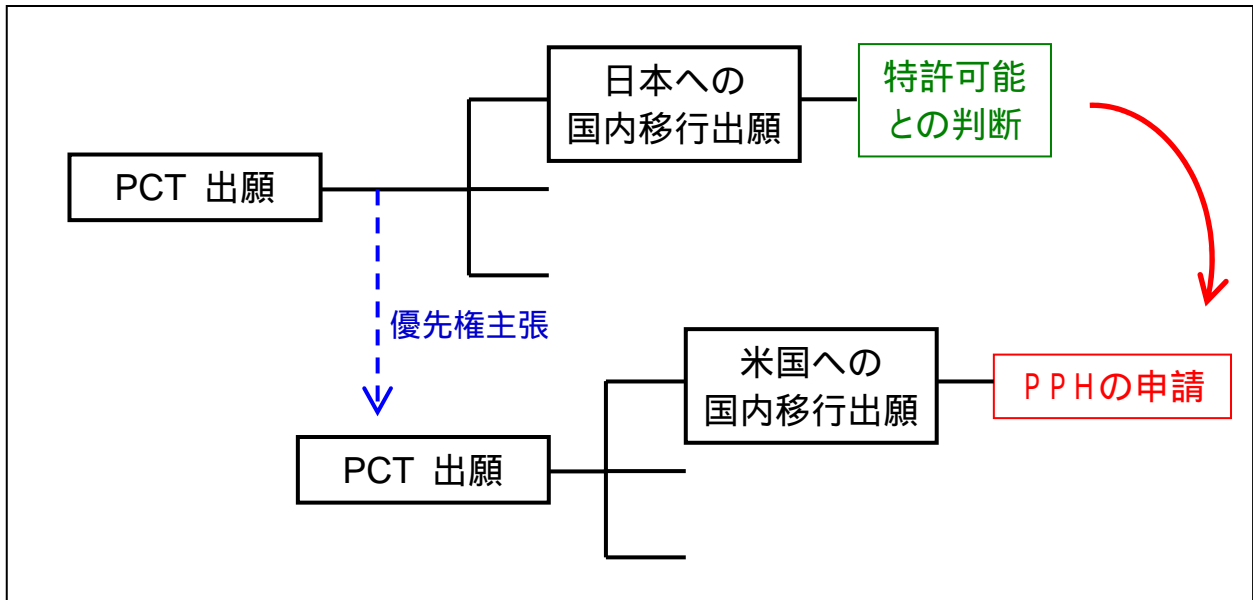 日本への
国内移行出願
特許可能
との判断
PCT 出願
優先権主張
米国への
国内移行出願
ＰＰＨの申請
PCT 出願